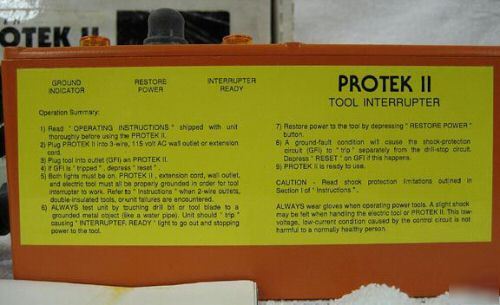 OTEK II
GROUND INDICATOR
RESTORE POWER
INTERRUPTER READY
Operation Summary:
1) Read " OPERATING INSTRUCTIONS " shipped with unit
thoroughly before using the PROTEK II.
2) Plug PROTEK II into 3-wire, 115 volt AC wall outlet or extension
cord.
3) Plug tool into outlet (GFI) on PROTEK II.
4) If GFI is " tripped ", depress " reset ".
5) Both lights must be on. PROTEK II, extension cord, wall outlet,
and electric tool must all be properly grounded in order for tool
interrupter to work. Refer to " Instructions " when 2-wire outlets,
double-insulated tools, or unit failures are encountered.
6) ALWAYS test unit by touching drill bit or tool blade to a
grounded metal object (like a water pipe). Unit should " trip "
causing " INTERRUPTER READY " light to go out and stopping
power to the tool.
PROTEK II
TOOL INTERRUPTER
7) Restore power to the tool by depressing " RESTORE POWER "
button.
8) A ground-fault condition will cause the shock-protection
circuit (GFI) to " trip " separately from the drill-stop circuit.
Depress " RESET " on GFI if this happens.
9) PROTEK II is ready to use.
CAUTION - Read shock protection limitations outlined in
Section I of " Instructions ".
ALWAYS wear gloves when operating power tools. A slight shock
may be felt when handling the electric tool or PROTEK II. This low-
voltage, low-current condition caused by the control circuit is not
harmful to a normally healthy person.